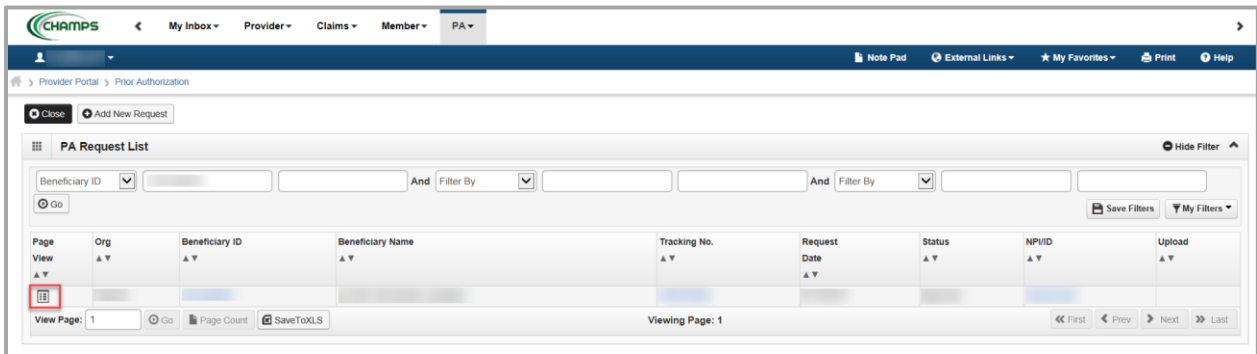 CHAMPS My Inbox Provider Claims Member PA
Note Pad External Links My Favorites Print Help
Provider Portal > Prior Authorization
Close Add New Request
PA Request List Hide Filter
Beneficiary ID And Filter By And Filter By
Go
Save Filters My Filters
Page View Org Beneficiary ID Beneficiary Name Tracking No. Request Date Status NPI/ID Upload
View Page: 1 Go Page Count SaveToXLS Viewing Page: 1 First Prev Next Last